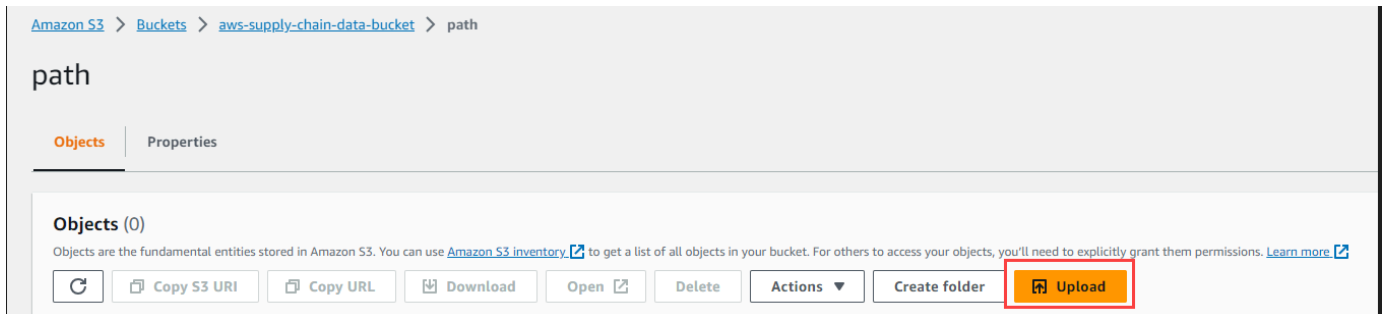 Amazon S3 > Buckets > aws-supply-chain-data-bucket > path
path
Objects Properties
Objects (0)
Objects are the fundamental entities stored in Amazon S3. You can use Amazon S3 inventory to get a list of all objects in your bucket. For others to access your objects, you'll need to explicitly grant them permissions. Learn more
Copy S3 URI Copy URL Download Open Delete Actions Create folder Upload